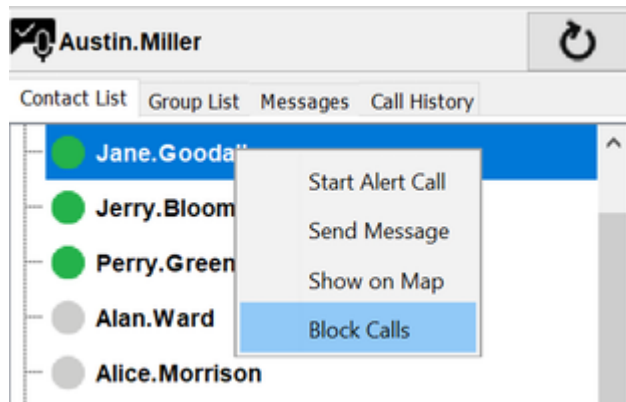 Austin.Miller
Contact List Group List Messages Call History
Jane.Goodall
Start Alert Call
Jerry.Bloom
Send Message
Perry.Green
Show on Map
Alan.Ward
Block Calls
Alice.Morrison